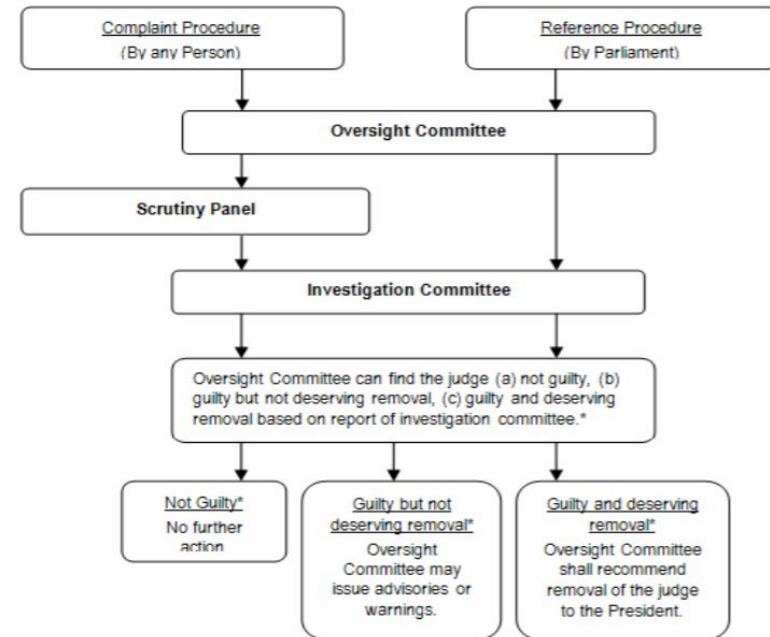 Complaint Procedure
(By any Person)
Reference Procedure
(By Parliament)
Oversight Committee
Scrutiny Panel
Investigation Committee
Oversight Committee can find the judge (a) not guilty, (b)
guilty but not deserving removal, (c) guilty and deserving
removal based on report of investigation committee.*
Not Guilty*
No further
action
Guilty but not
deserving removal*
Oversight
Committee may
issue advisories or
warnings.
Guilty and deserving
removal*
Oversight Committee
shall recommend
removal of the judge
to the President.